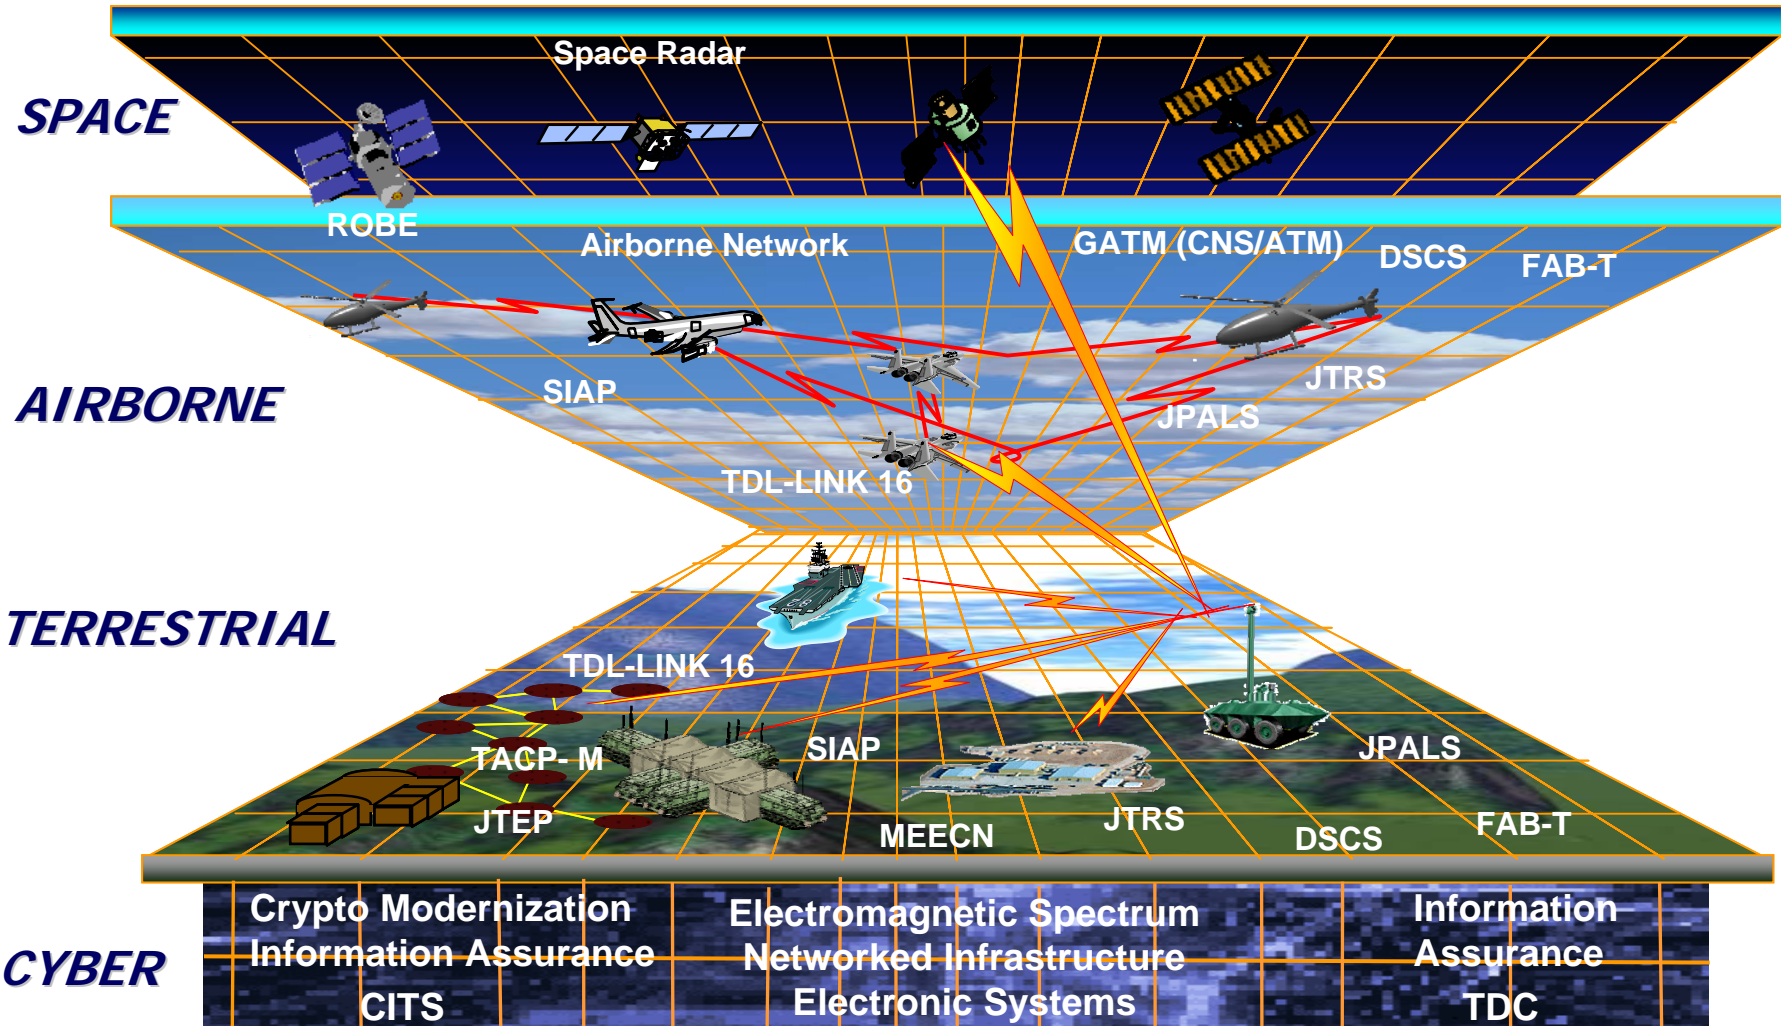 Space Radar
SPACE
ROBE
Airborne Network
GATM (CNS/ATM)
DSCS
FAB-T
SIAP
JTRS
AIRBORNE
JPALS
TDL-LINK 16
TERRESTRIAL
TDL-LINK 16
TACP- M
SIAP
JPALS
JTEP
MEECN
JTRS
DSCS
FAB-T
CYBER
Crypto Modernization
Information Assurance
CITS
Electromagnetic Spectrum
Networked Infrastructure
Electronic Systems
Information
Assurance
TDC